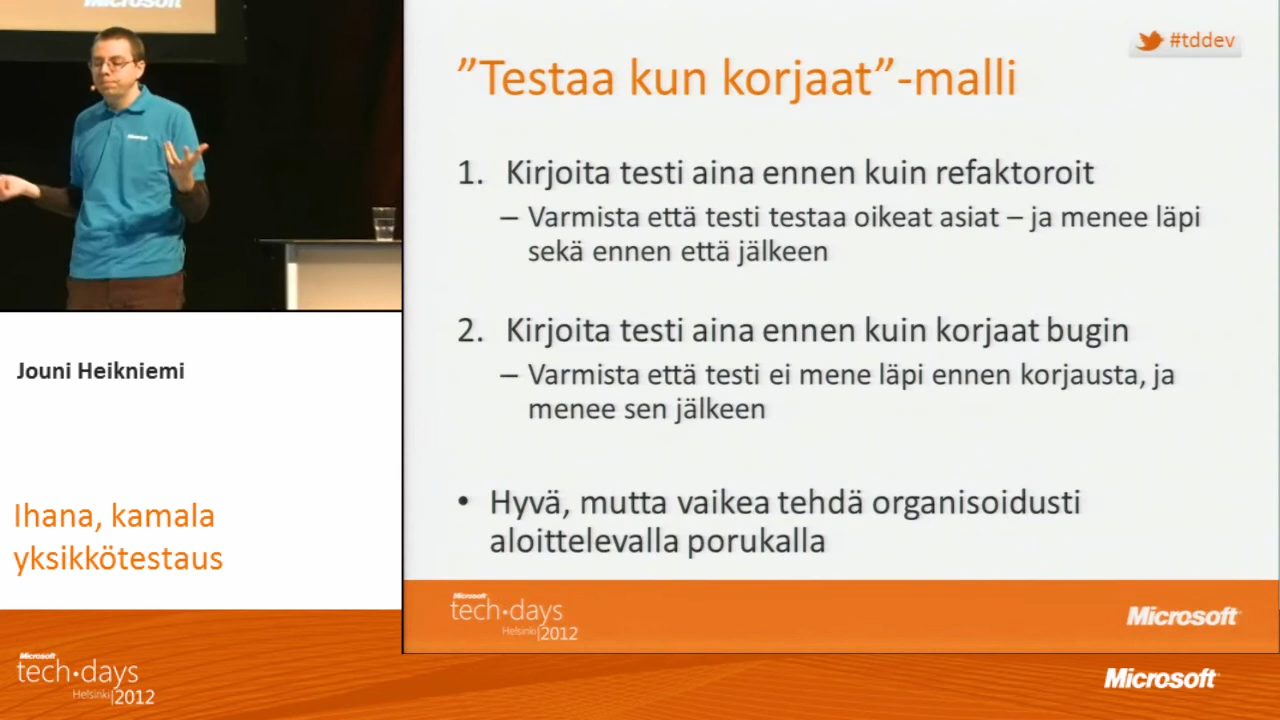 Microsoft
#tddev
”Testaa kun korjaat”-malli
1. Kirjoita testi aina ennen kuin refaktoroit
– Varmista että testi testaa oikeat asiat – ja menee läpi
sekä ennen että jälkeen
2. Kirjoita testi aina ennen kuin korjaat bugin
– Varmista että testi ei mene läpi ennen korjausta, ja
menee sen jälkeen
• Hyvä, mutta vaikea tehdä organisoidusti
aloittelevalla porukalla
Microsoft
tech·days
Helsinki|2012
Microsoft
Microsoft
Jouni Heikniemi
Ihana, kamala
yksikkötestaus
Microsoft
tech·days
Helsinki|2012
Microsoft